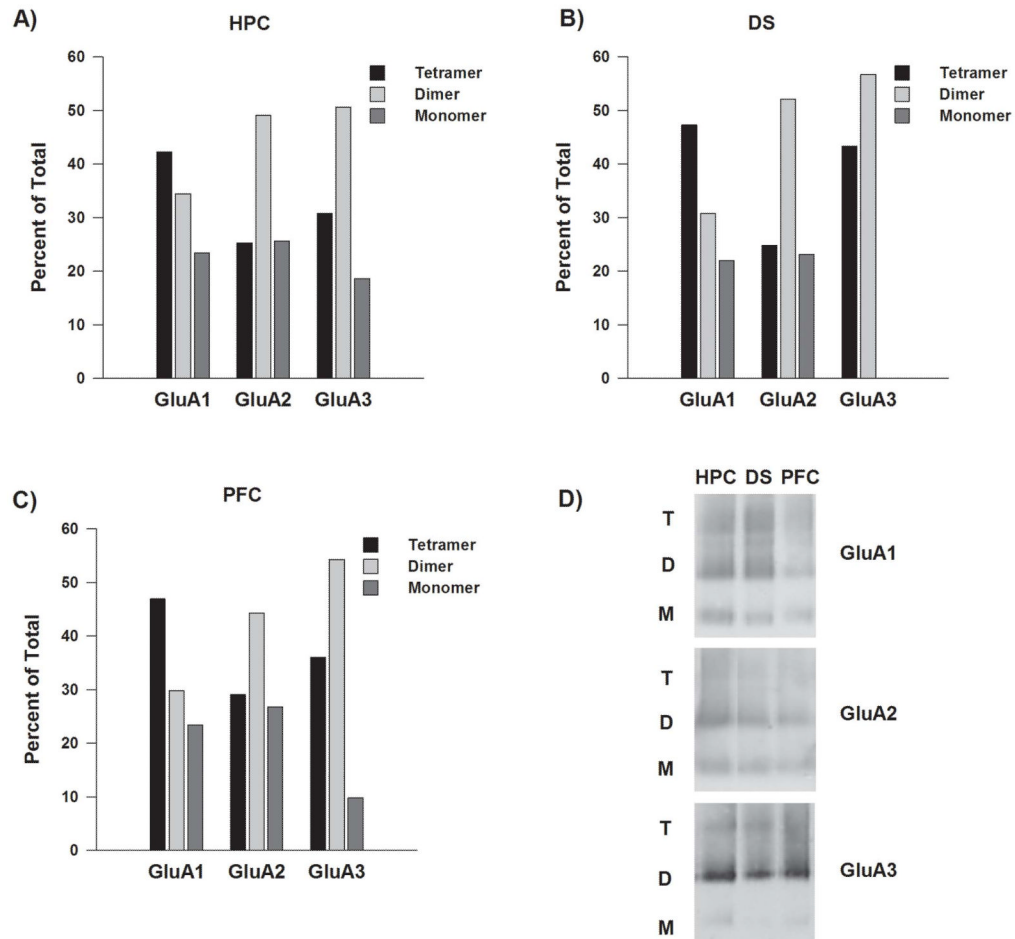 A)
HPC
60
50
40
30
20
10
0
Percent of Total
Tetramer
Dimer
Monomer
GluA1 GluA2 GluA3
B)
DS
60
50
40
30
20
10
0
Percent of Total
Tetramer
Dimer
Monomer
GluA1 GluA2 GluA3
C)
PFC
60
50
40
30
20
10
0
Percent of Total
Tetramer
Dimer
Monomer
GluA1 GluA2 GluA3
D)
HPC DS PFC
T
D
M
GluA1
T
D
M
GluA2
T
D
M
GluA3